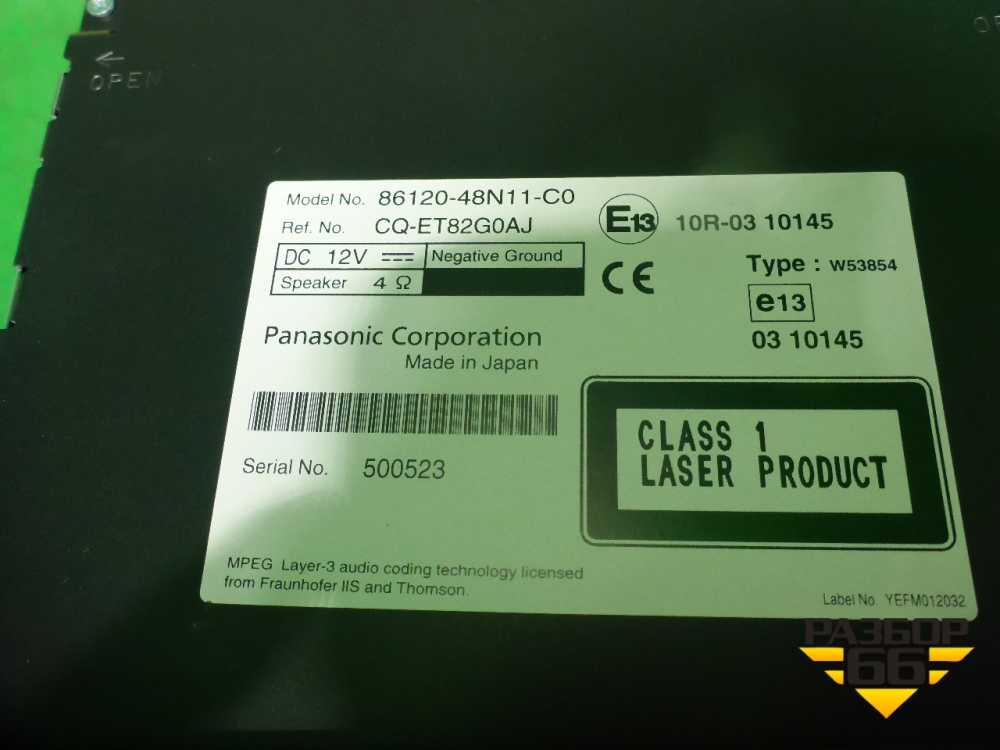 ← OPEN
OP
Model No. 86120-48N11-C0
Ref. No. CQ-ET82G0AJ
E13 10R-03 10145
DC 12V Negative Ground
Speaker 4 Ω
CE
Type : W53854
e13
03 10145
Panasonic Corporation
Made in Japan
Serial No. 500523
CLASS 1
LASER PRODUCT
MPEG Layer-3 audio coding technology licensed
from Fraunhofer IIS and Thomson.
Label No YEFM012032
РАЗБОР
66